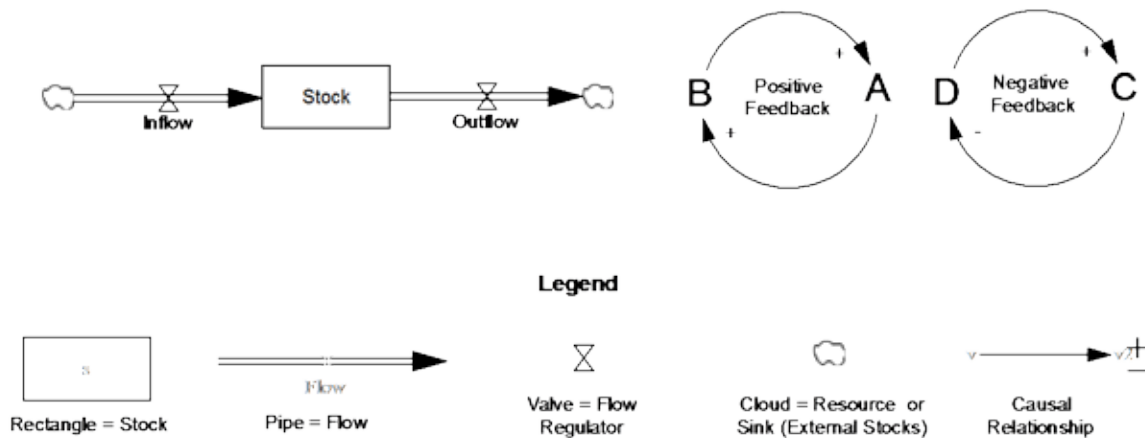 Stock
Inflow
Outflow
B
Positive
Feedback
A
+
+
D
Negative
Feedback
C
+
-
Legend
s
Flow
Rectangle = Stock
Pipe = Flow
Valve = Flow
Regulator
Cloud = Resource or
Sink (External Stocks)
v
v2
±
Causal
Relationship